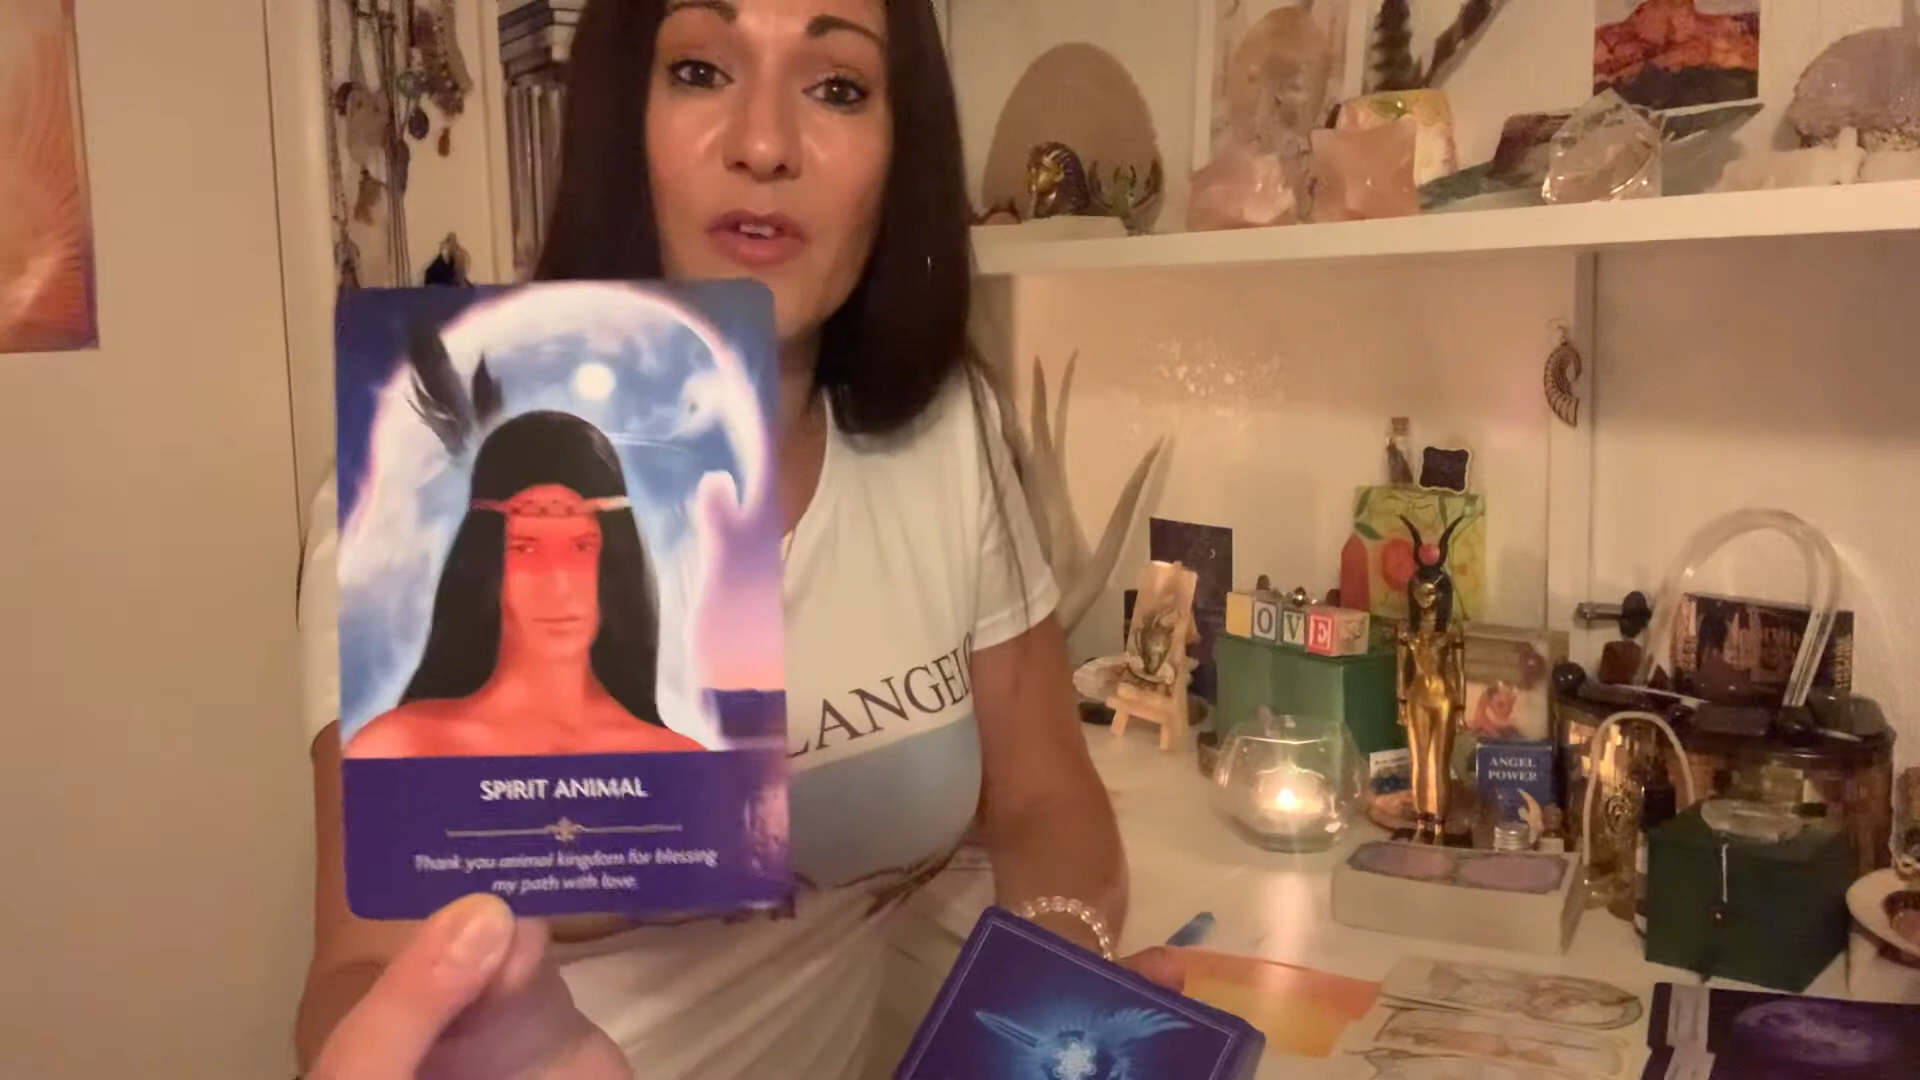 SPIRIT ANIMAL
Thank you animal kingdom for blessing
my path with love.
LANGEL
OVE
ANGEL
POWER